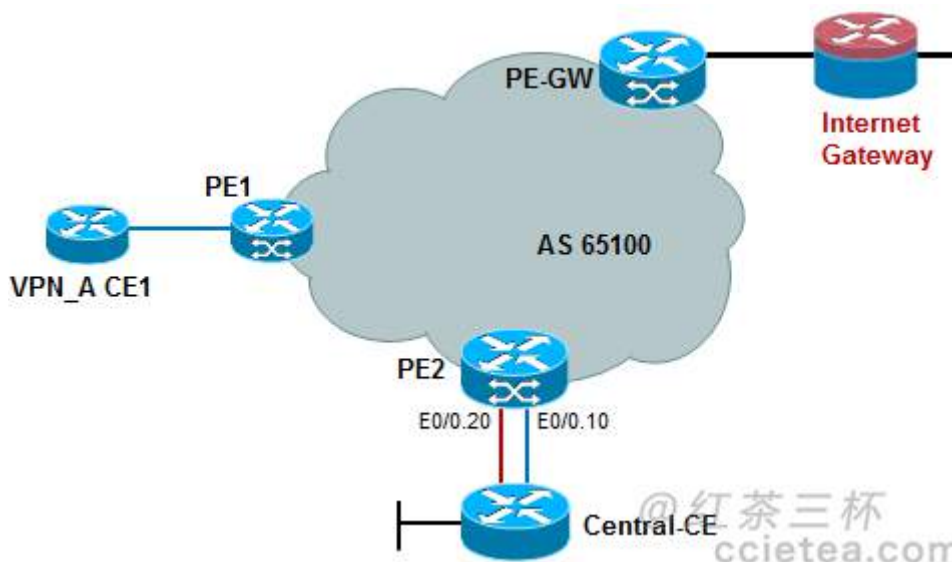 PE-GW
Internet
Gateway
PE1
VPN_A CE1
AS 65100
PE2
E0/0.20
E0/0.10
Central-CE
@红茶三杯
ccietea.com